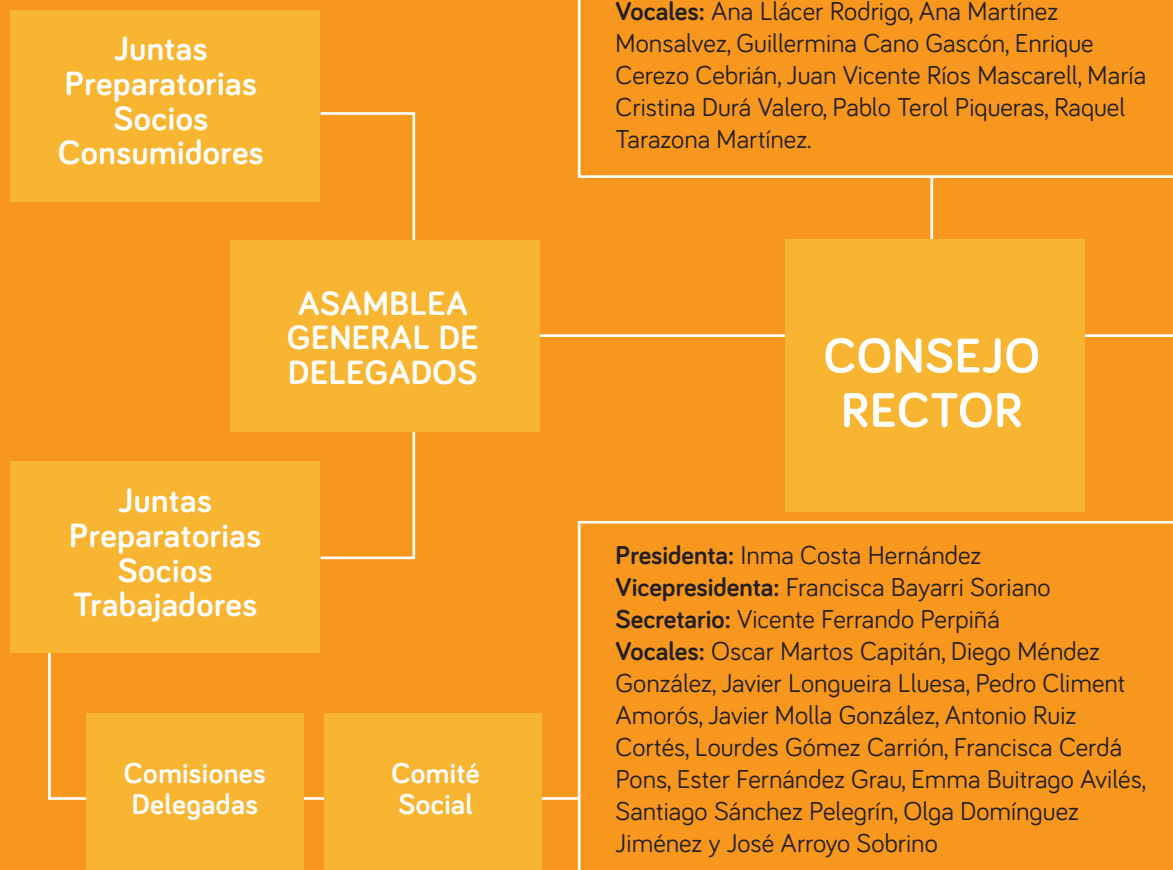 Juntas
Preparatorias
Socios
Consumidores
Vocales: Ana Llácer Rodrigo, Ana Martínez
Monsalvez, Guillermina Cano Gascón, Enrique
Cerezo Cebrián, Juan Vicente Ríos Mascarell, María
Cristina Durá Valero, Pablo Terol Piqueras, Raquel
Tarazona Martínez.
ASAMBLEA
GENERAL DE
DELEGADOS
CONSEJO
RECTOR
Juntas
Preparatorias
Socios
Trabajadores
Comisiones
Delegadas
Comité
Social
Presidenta: Inma Costa Hernández
Vicepresidenta: Francisca Bayarri Soriano
Secretario: Vicente Ferrando Perpiñá
Vocales: Oscar Martos Capitán, Diego Méndez
González, Javier Longueira Lluesa, Pedro Climent
Amorós, Javier Molla González, Antonio Ruiz
Cortés, Lourdes Gómez Carrión, Francisca Cerdá
Pons, Ester Fernández Grau, Emma Buitrago Avilés,
Santiago Sánchez Pelegrín, Olga Domínguez
Jiménez y José Arroyo Sobrino